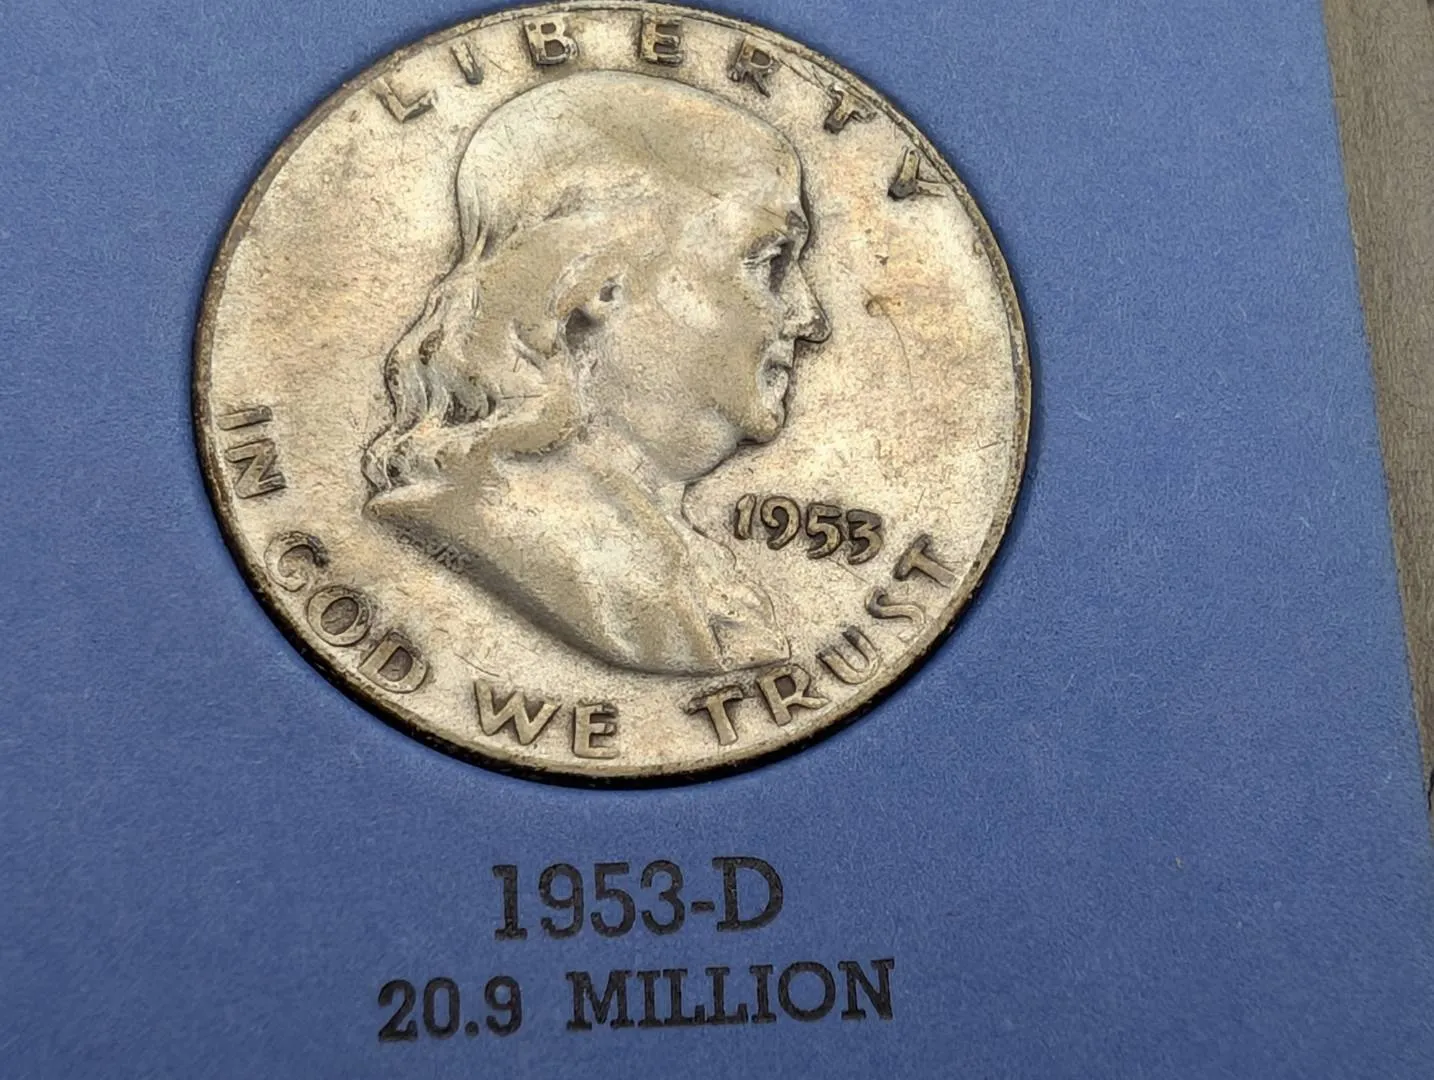 LIBERTY
1953
IN GOD WE TRUST
1953-D
20.9 MILLION